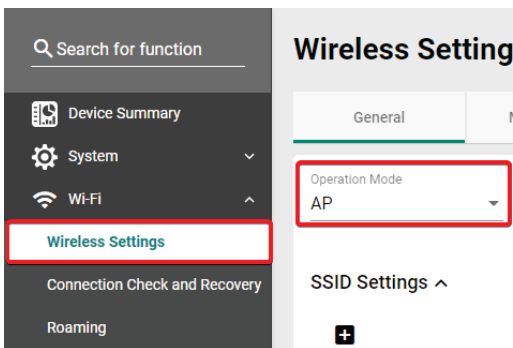 Search for function
Device Summary
System
Wi-Fi
Wireless Settings
Connection Check and Recovery
Roaming
Wireless Setting
General
Operation Mode
AP
SSID Settings